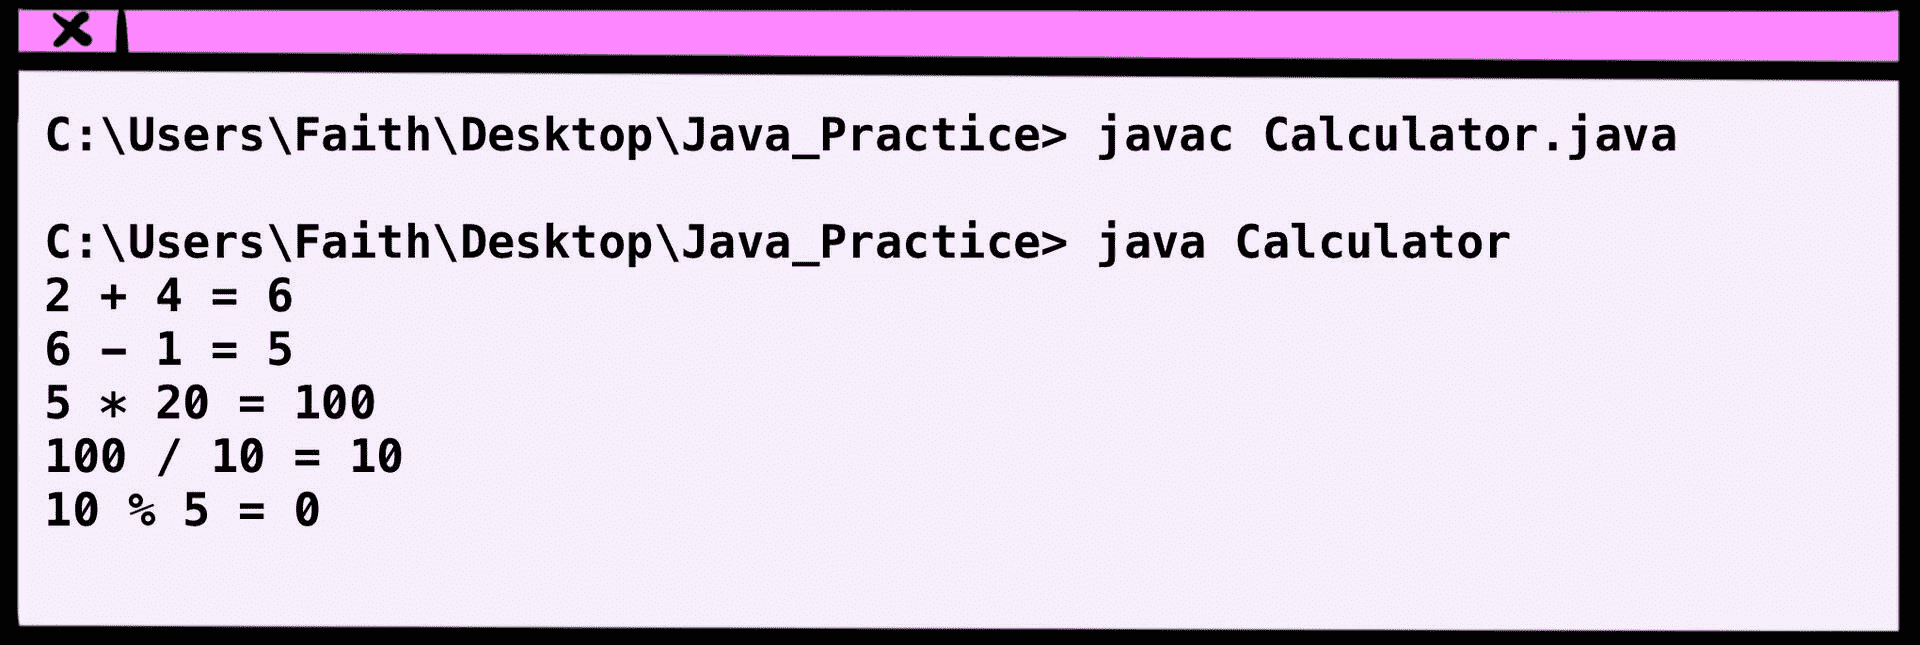 C:\Users\Faith\Desktop\Java_Practice> javac Calculator.java
C:\Users\Faith\Desktop\Java_Practice> java Calculator
2 + 4 = 6
6 - 1 = 5
5 * 20 = 100
100 / 10 = 10
10 % 5 = 0